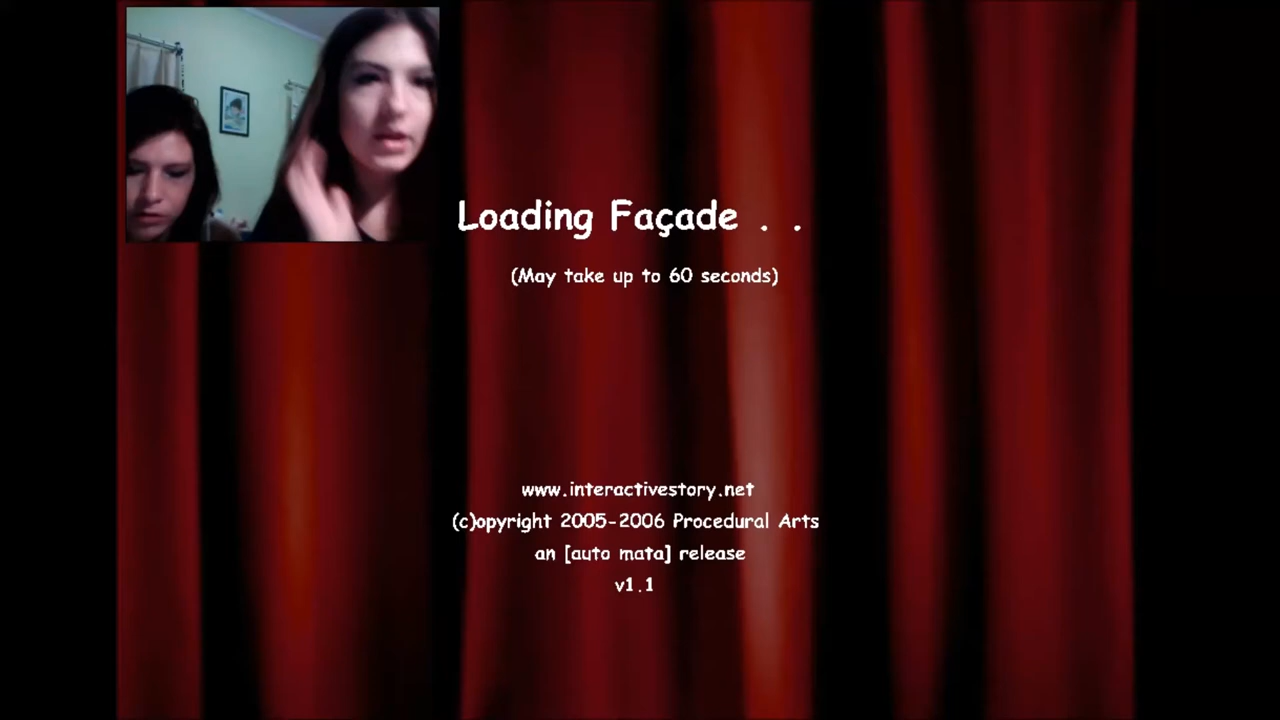 Loading Façade . .
(May take up to 60 seconds)
www.interactivestory.net
(c)opyright 2005-2006 Procedural Arts
an [auto mata] release
v1.1